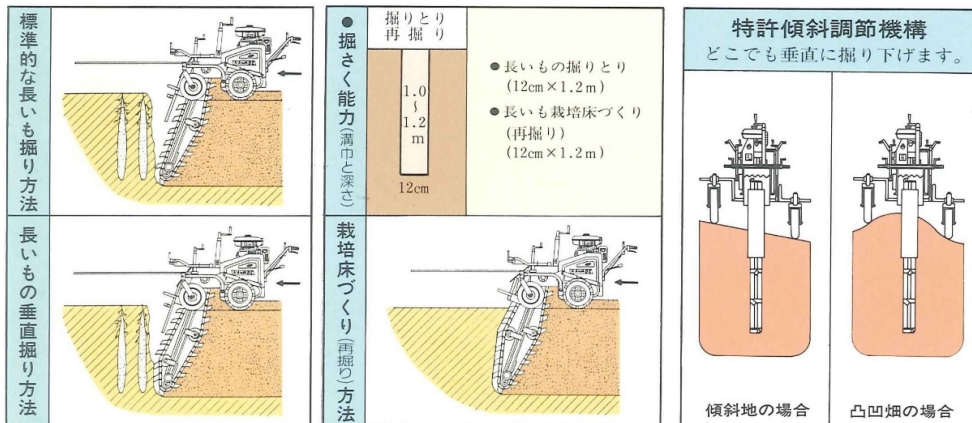 標準的な長いも掘り方法
長いもの垂直掘り方法
●掘さく能力(溝巾と深さ)
掘りとり
再掘り
1.0
〜
1.2
m
12cm
●長いもの掘りとり
(12cm×1.2m)
●長いも栽培床づくり
(再掘り)
(12cm×1.2m)
栽培床づくり(再掘り)方法
特許傾斜調節機構
どこでも垂直に掘り下げます。
傾斜地の場合
凸凹畑の場合